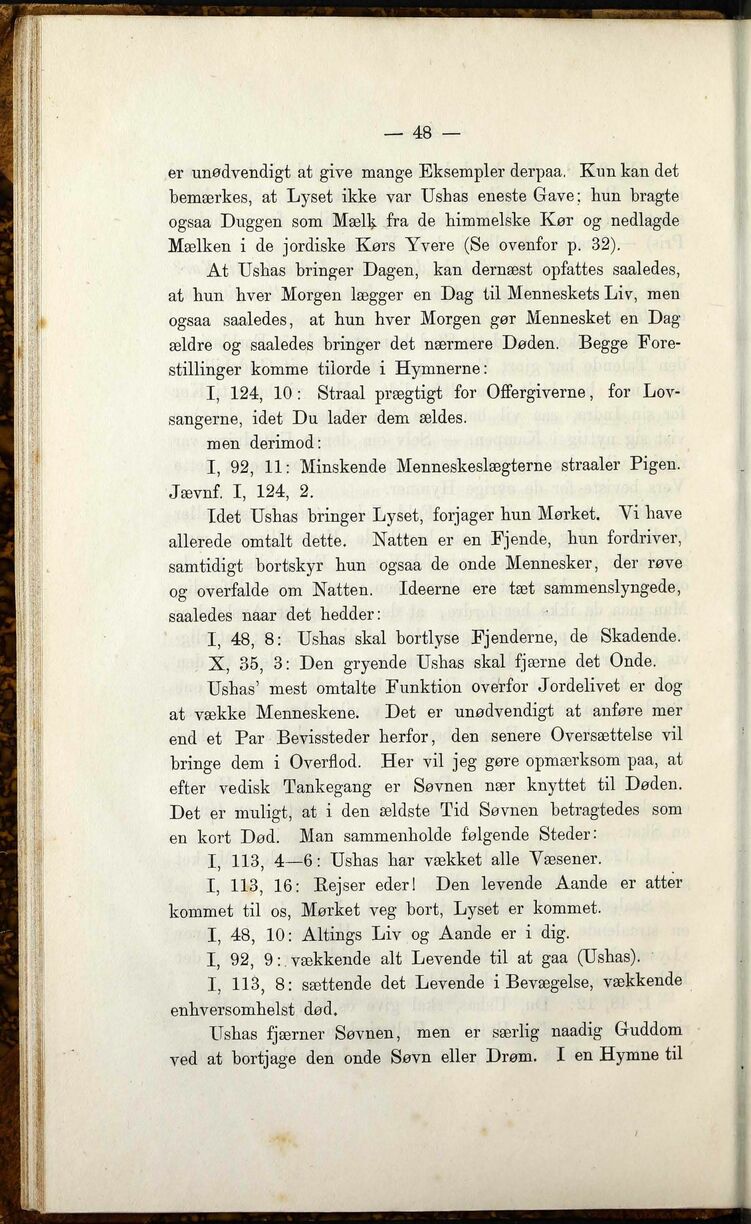 — 48 —
er unødvendigt at give mange Eksempler derpaa. Kun kan det
bemærkes, at Lyset ikke var Ushas eneste Gave; hun bragte
ogsaa Duggen som Mælk fra de himmelske Kør og nedlagde
Mælken i de jordiske Kørs Yvere (Se ovenfor p. 32).
At Ushas bringer Dagen, kan dernæst opfattes saaledes,
at hun hver Morgen lægger en Dag til Menneskets Liv, men
ogsaa saaledes, at hun hver Morgen gør Mennesket en Dag
ældre og saaledes bringer det nærmere Døden. Begge Fore-
stillinger komme tilorde i Hymnerne:
I, 124, 10: Straal prægtigt for Offergiverne, for Lov-
sangerne, idet Du lader dem ældes.
men derimod:
I, 92, 11: Minskende Menneskeslægterne straaler Pigen.
Jævnf. I, 124, 2.
Idet Ushas bringer Lyset, forjager hun Mørket. Vi have
allerede omtalt dette. Natten er en Fjende, hun fordriver,
samtidigt bortskyr hun ogsaa de onde Mennesker, der røve
og overfalde om Natten. Ideerne ere tæt sammenslyngede,
saaledes naar det hedder:
I, 48, 8: Ushas skal bortlyse Fjenderne, de Skadende.
X, 35, 3: Den gryende Ushas skal fjærne det Onde.
Ushas' mest omtalte Funktion overfor Jordelivet er dog
at vække Menneskene. Det er unødvendigt at anføre mer
end et Par Bevissteder herfor, den senere Oversættelse vil
bringe dem i Overflod. Her vil jeg gøre opmærksom paa, at
efter vedisk Tankegang er Søvnen nær knyttet til Døden.
Det er muligt, at i den ældste Tid Søvnen betragtedes som
en kort Død. Man sammenholde følgende Steder:
I, 113, 4—6: Ushas har vækket alle Væsener.
I, 113, 16: Rejser eder! Den levende Aande er atter
kommet til os, Mørket veg bort, Lyset er kommet.
I, 48, 10: Altings Liv og Aande er i dig.
I, 92, 9: vækkende alt Levende til at gaa (Ushas).
I, 113, 8: sættende det Levende i Bevægelse, vækkende
enhversomhelst død.
Ushas fjærner Søvnen, men er særlig naadig Guddom
ved at bortjage den onde Søvn eller Drøm. I en Hymne til